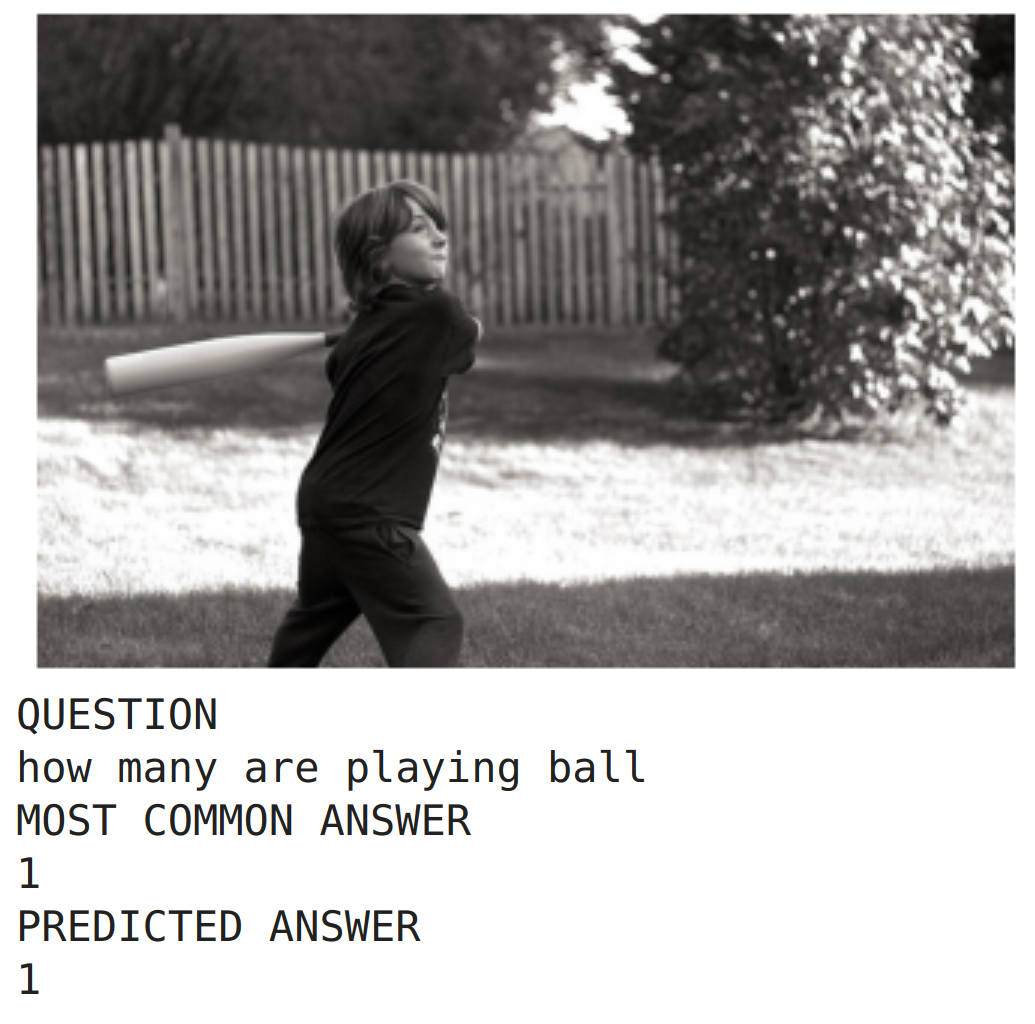 QUESTION
how many are playing ball
MOST COMMON ANSWER
1
PREDICTED ANSWER
1